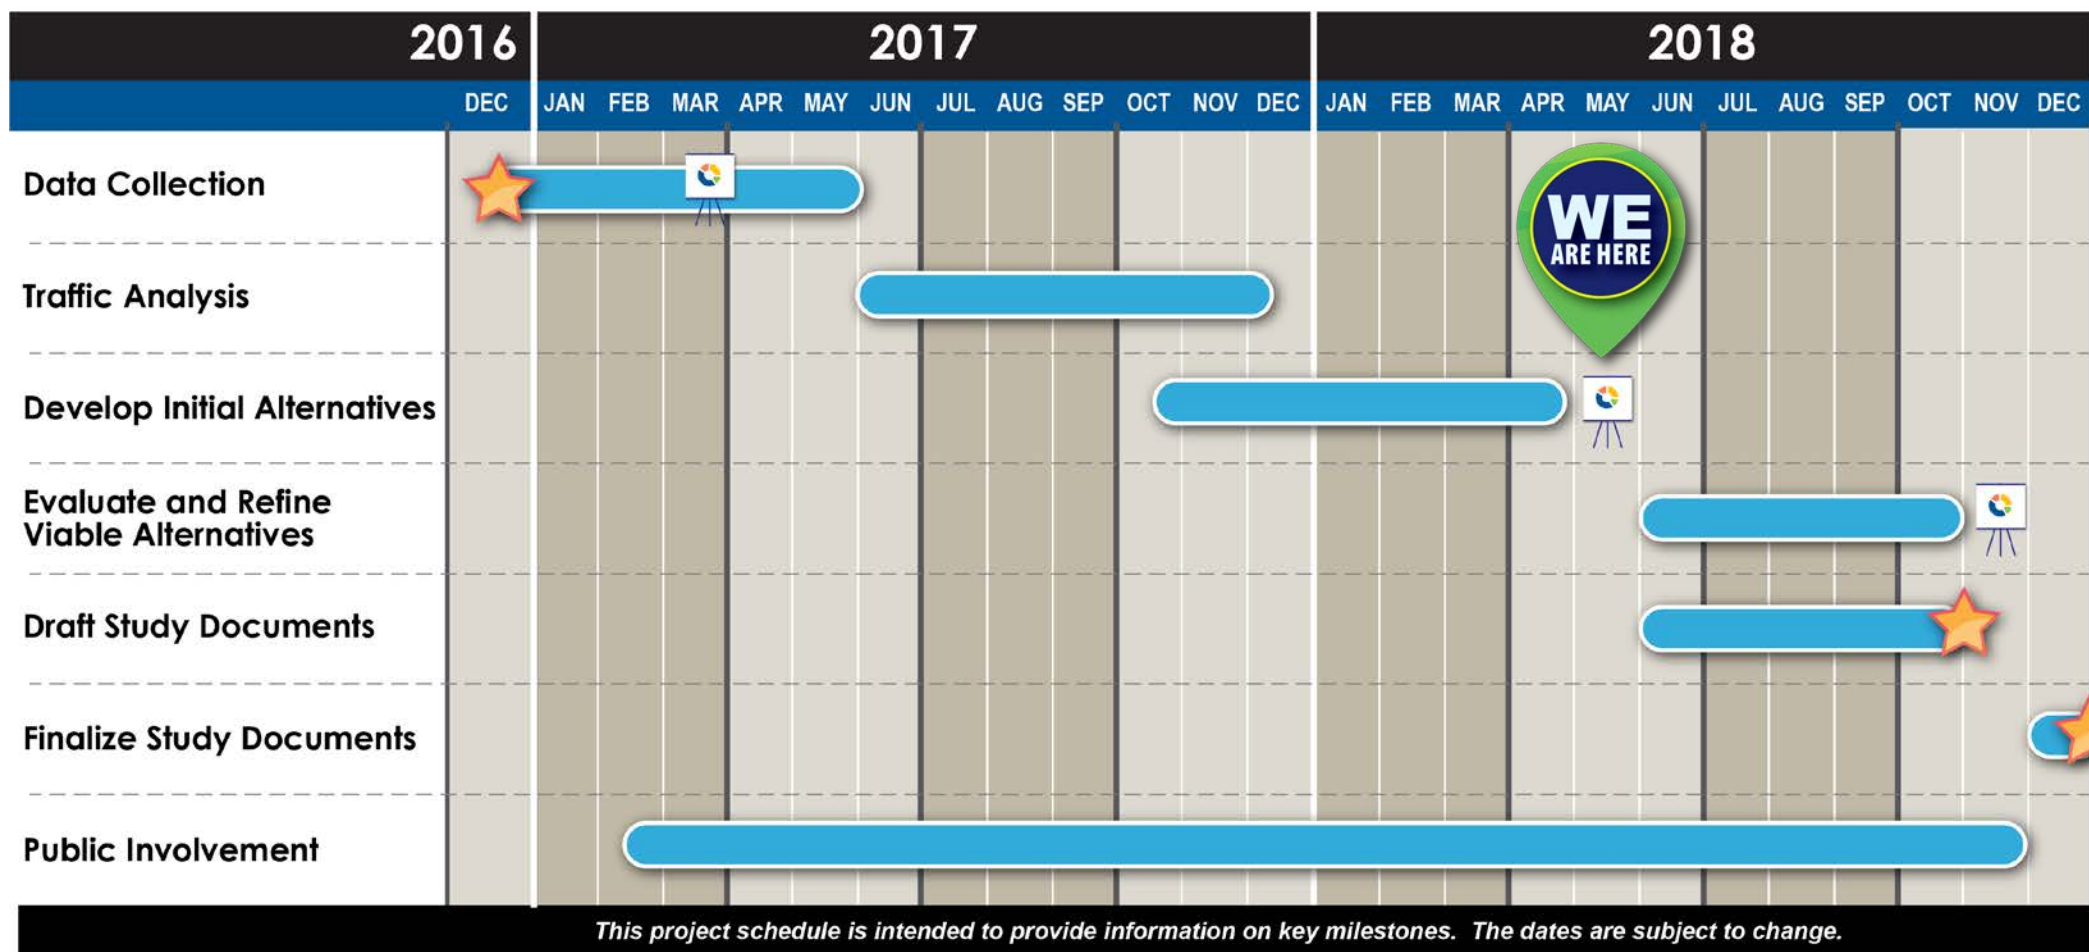 2016 2017 2018
DEC JAN FEB MAR APR MAY JUN JUL AUG SEP OCT NOV DEC JAN FEB MAR APR MAY JUN JUL AUG SEP OCT NOV DEC
Data Collection
WE
ARE HERE
Traffic Analysis
Develop Initial Alternatives
Evaluate and Refine
Viable Alternatives
Draft Study Documents
Finalize Study Documents
Public Involvement
This project schedule is intended to provide information on key milestones. The dates are subject to change.